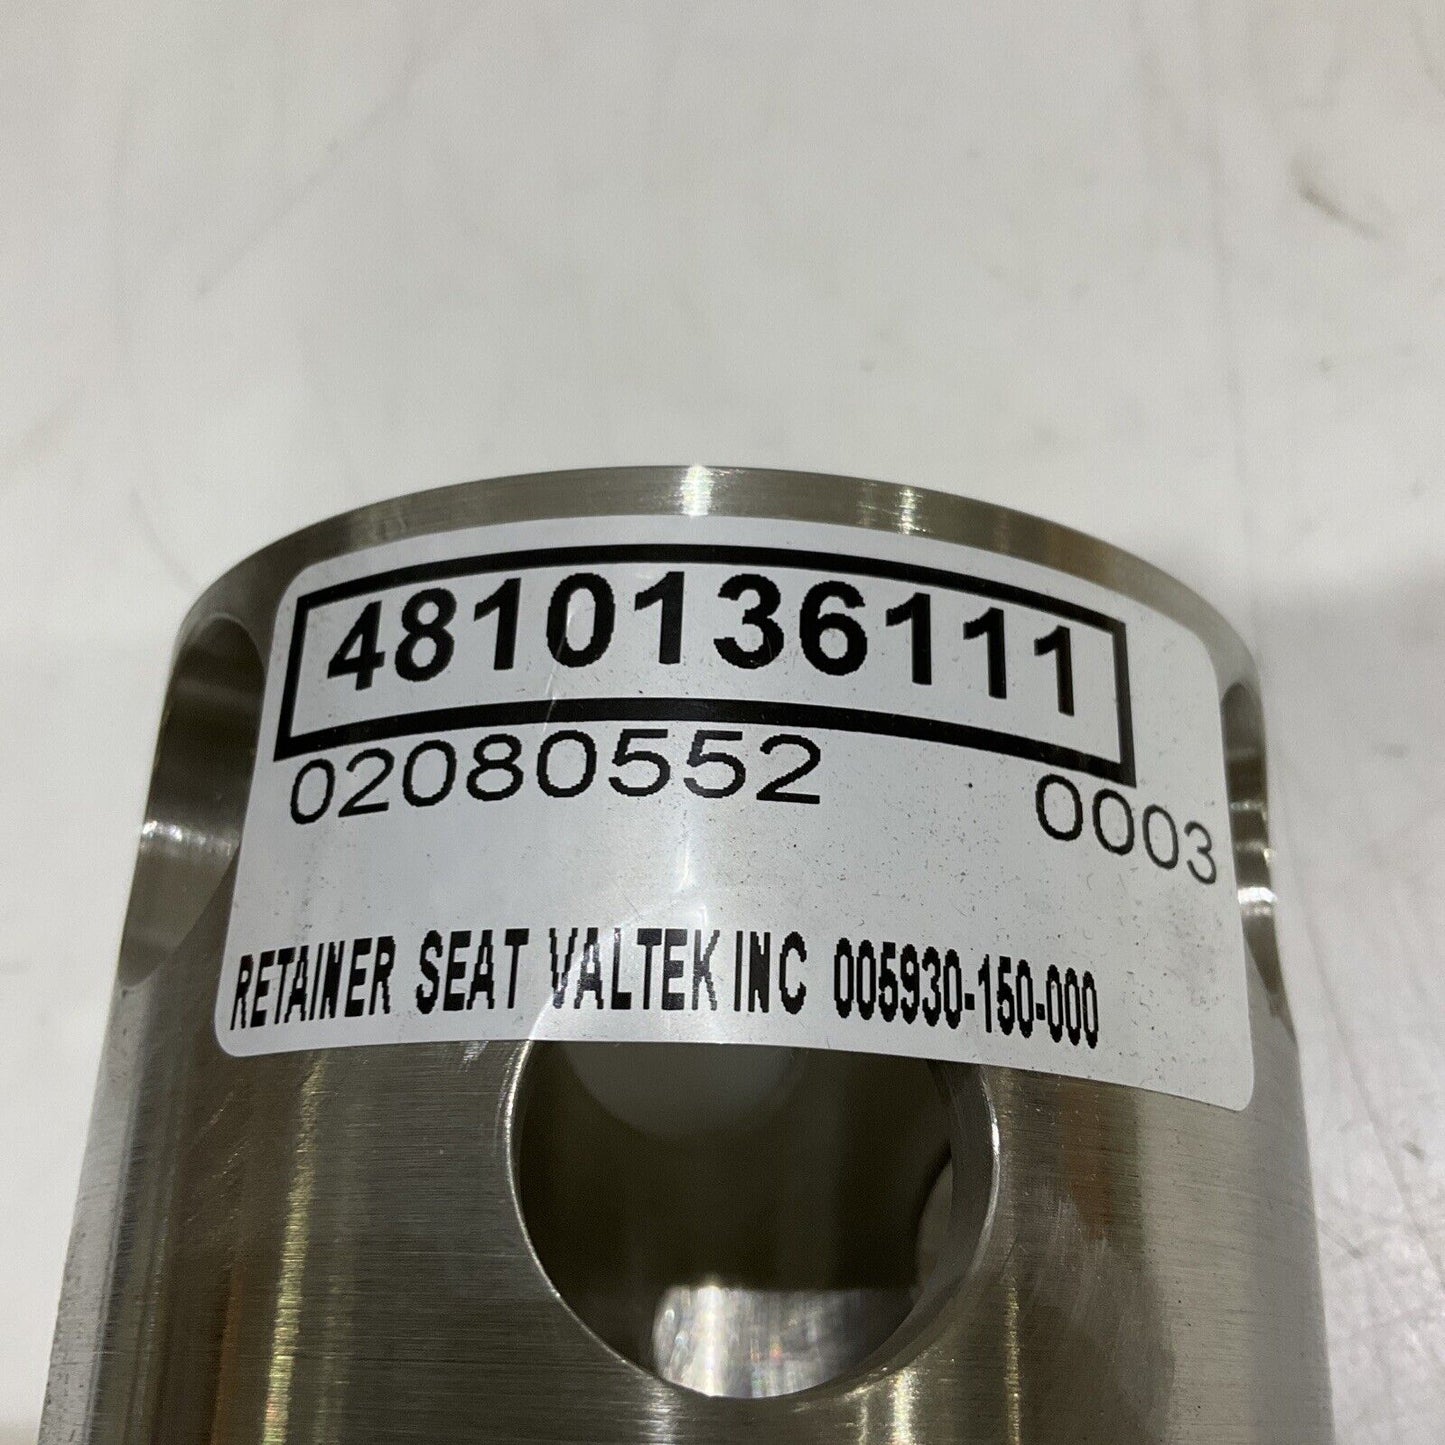 4810136111
02080552 0003
RETAINER SEAT VALTEK INC 005930-150-000